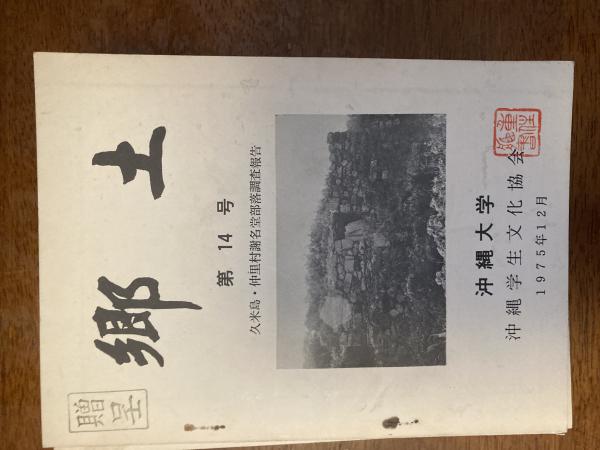 贈呈
郷土
第14号
久米島・仲里村謝名堂部落調査報告
沖縄大学
沖縄学生文化協会
1975年12月